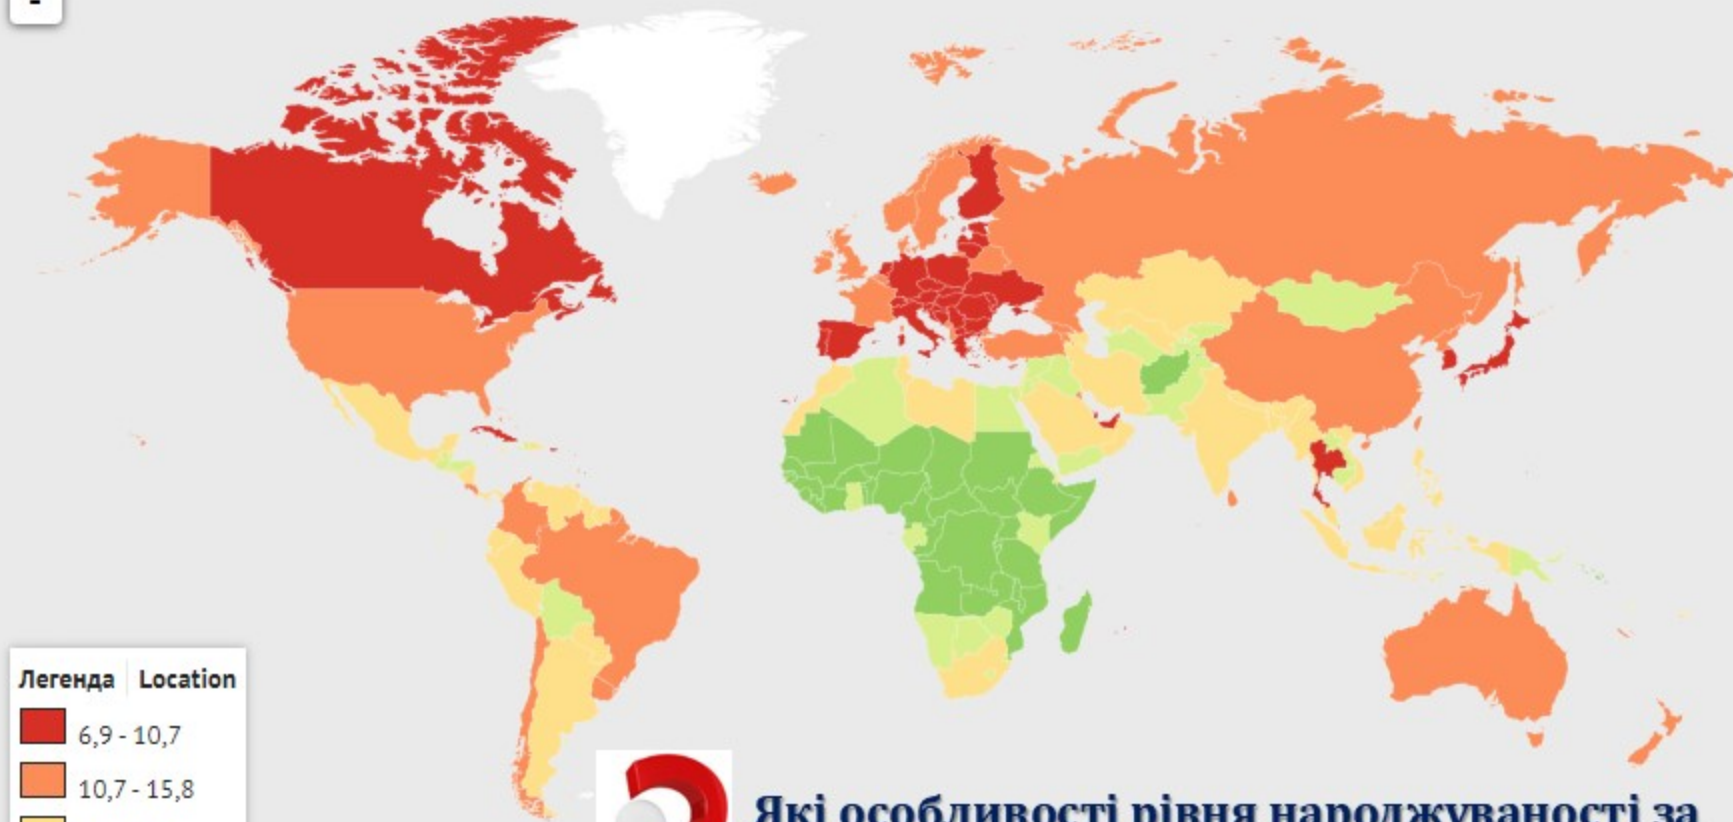 -
Легенда Location
6,9 - 10,7
10,7 - 15,8
Які особливості рівня народжуваності за